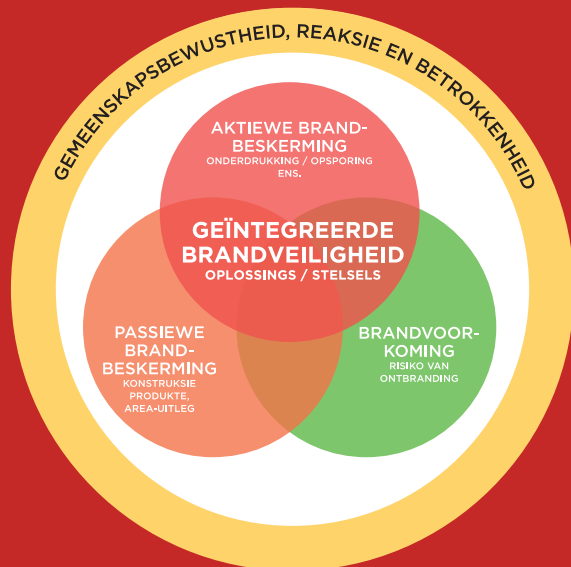 GEMEENSKAPSBEWUSTHEID, REAKSIE EN BETROKKENHEID
AKTIEWE BRAND-
BESKERMING
ONDERDRUKKING / OPSPORING
ENS.
GEÏNTEGREERDE
BRANDVEILIGHEID
OPLOSSINGS / STELSELS
PASSIEWE
BRAND-
BESKERMING
KONSTRUKSIE
PRODUKTE,
AREA-UITLEG
BRANDVOOR-
KOMING
RISIKO VAN
ONTBRANDING